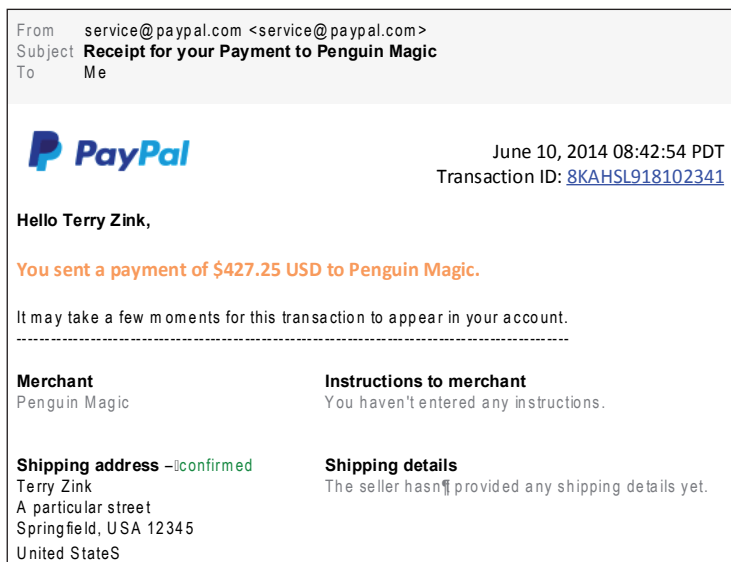 From service@paypal.com <service@paypal.com>
Subject Receipt for your Payment to Penguin Magic
To Me
PayPal
June 10, 2014 08:42:54 PDT
Transaction ID: 8KAHSL918102341
Hello Terry Zink,
You sent a payment of $427.25 USD to Penguin Magic.
It may take a few moments for this transaction to appear in your account.
--------------------------------------------------------------------------------------------------
Merchant Instructions to merchant
Penguin Magic You haven't entered any instructions.
Shipping address –▯confirmed Shipping details
Terry Zink The seller hasn¶ provided any shipping details yet.
A particular street
Springfield, USA 12345
United StateS